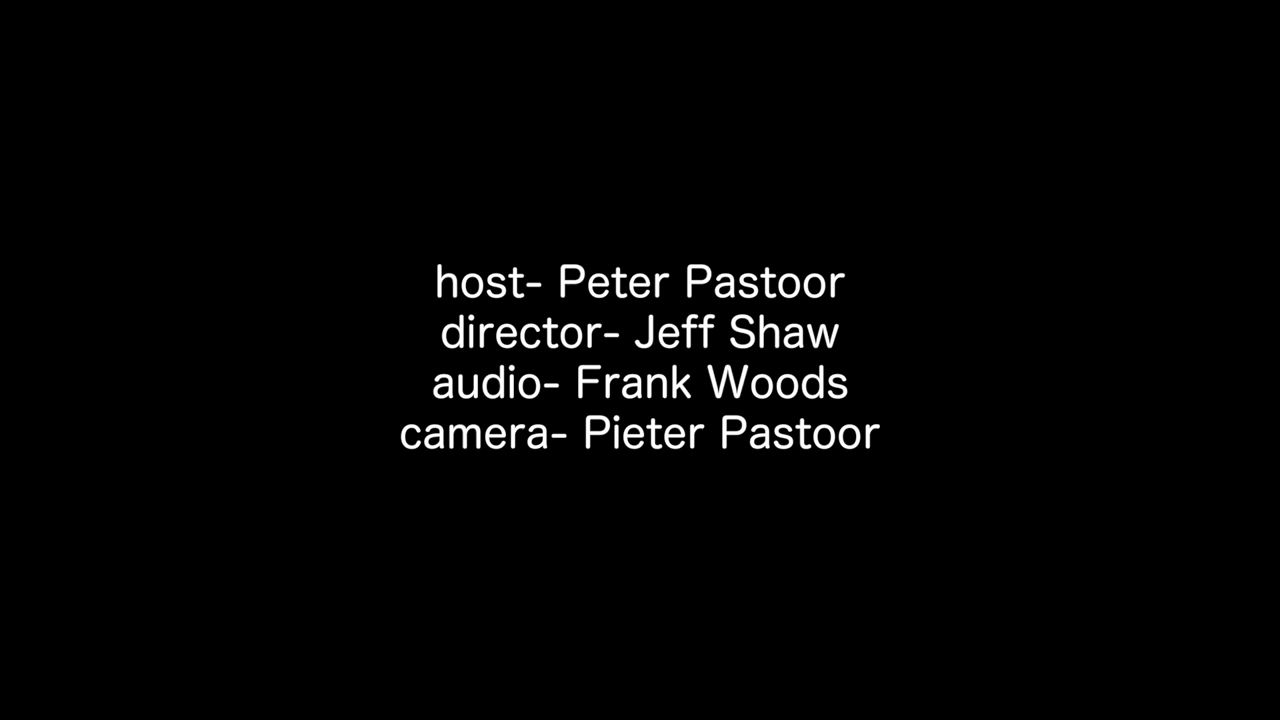 host- Peter Pastoor
director- Jeff Shaw
audio- Frank Woods
camera- Pieter Pastoor